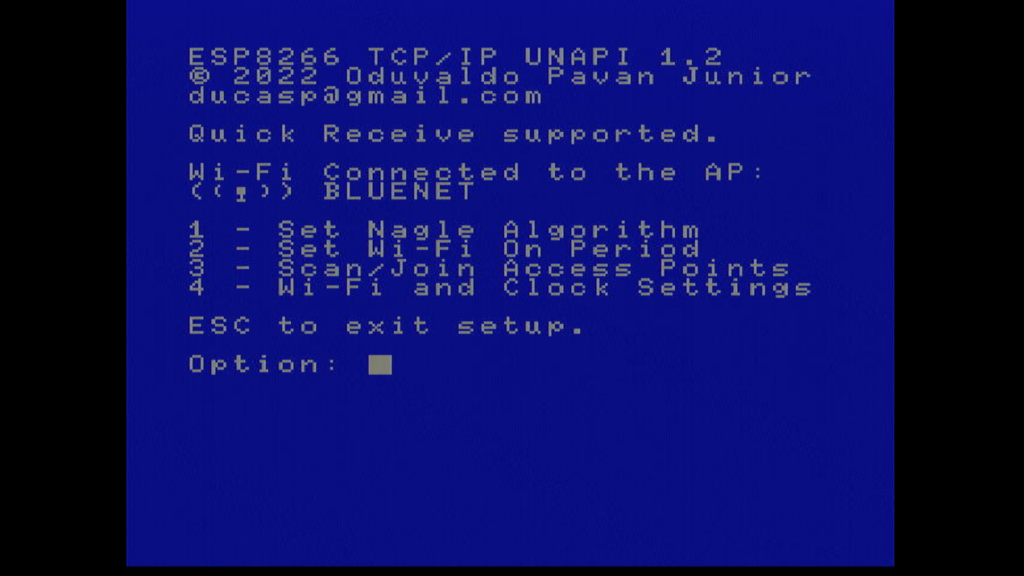 ESP8266 TCP/IP UNAPI 1.2
© 2022 Oduvaldo Pavan Junior
ducasp@gmail.com
Quick Receive supported.
Wi-Fi Connected to the AP:
BLUENET
1 - Set Nagle Algorithm
2 - Set Wi-Fi On Period
3 - Scan/Join Access Points
4 - Wi-Fi and Clock Settings
ESC to exit setup.
Option: